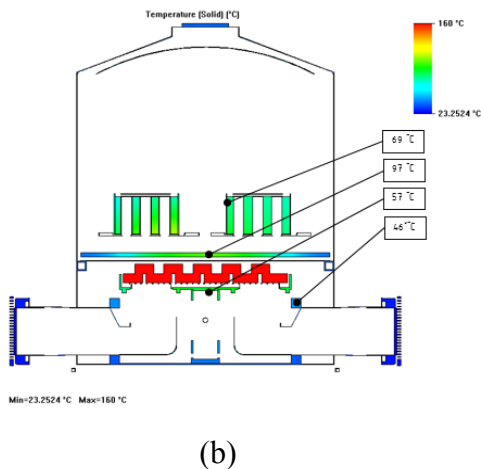 Temperature (Solid) (°C)
160 °C
23.2524 °C
69 °C
97 °C
57 °C
46 °C
Min=23.2524 °C Max=160 °C
(b)